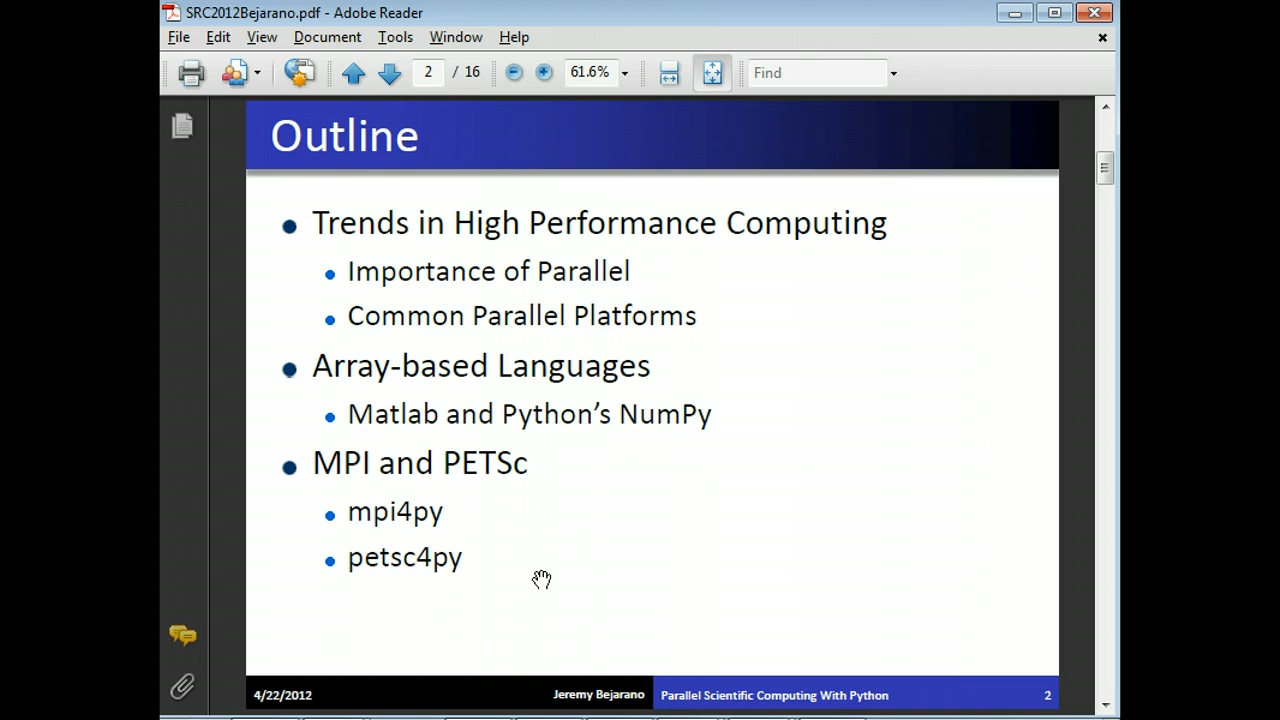 SRC2012Bejarano.pdf - Adobe Reader
File Edit View Document Tools Window Help
2 / 16 61.6% Find
Outline
Trends in High Performance Computing
Importance of Parallel
Common Parallel Platforms
Array-based Languages
Matlab and Python's NumPy
MPI and PETSc
mpi4py
petsc4py
4/22/2012 Jeremy Bejarano Parallel Scientific Computing With Python 2